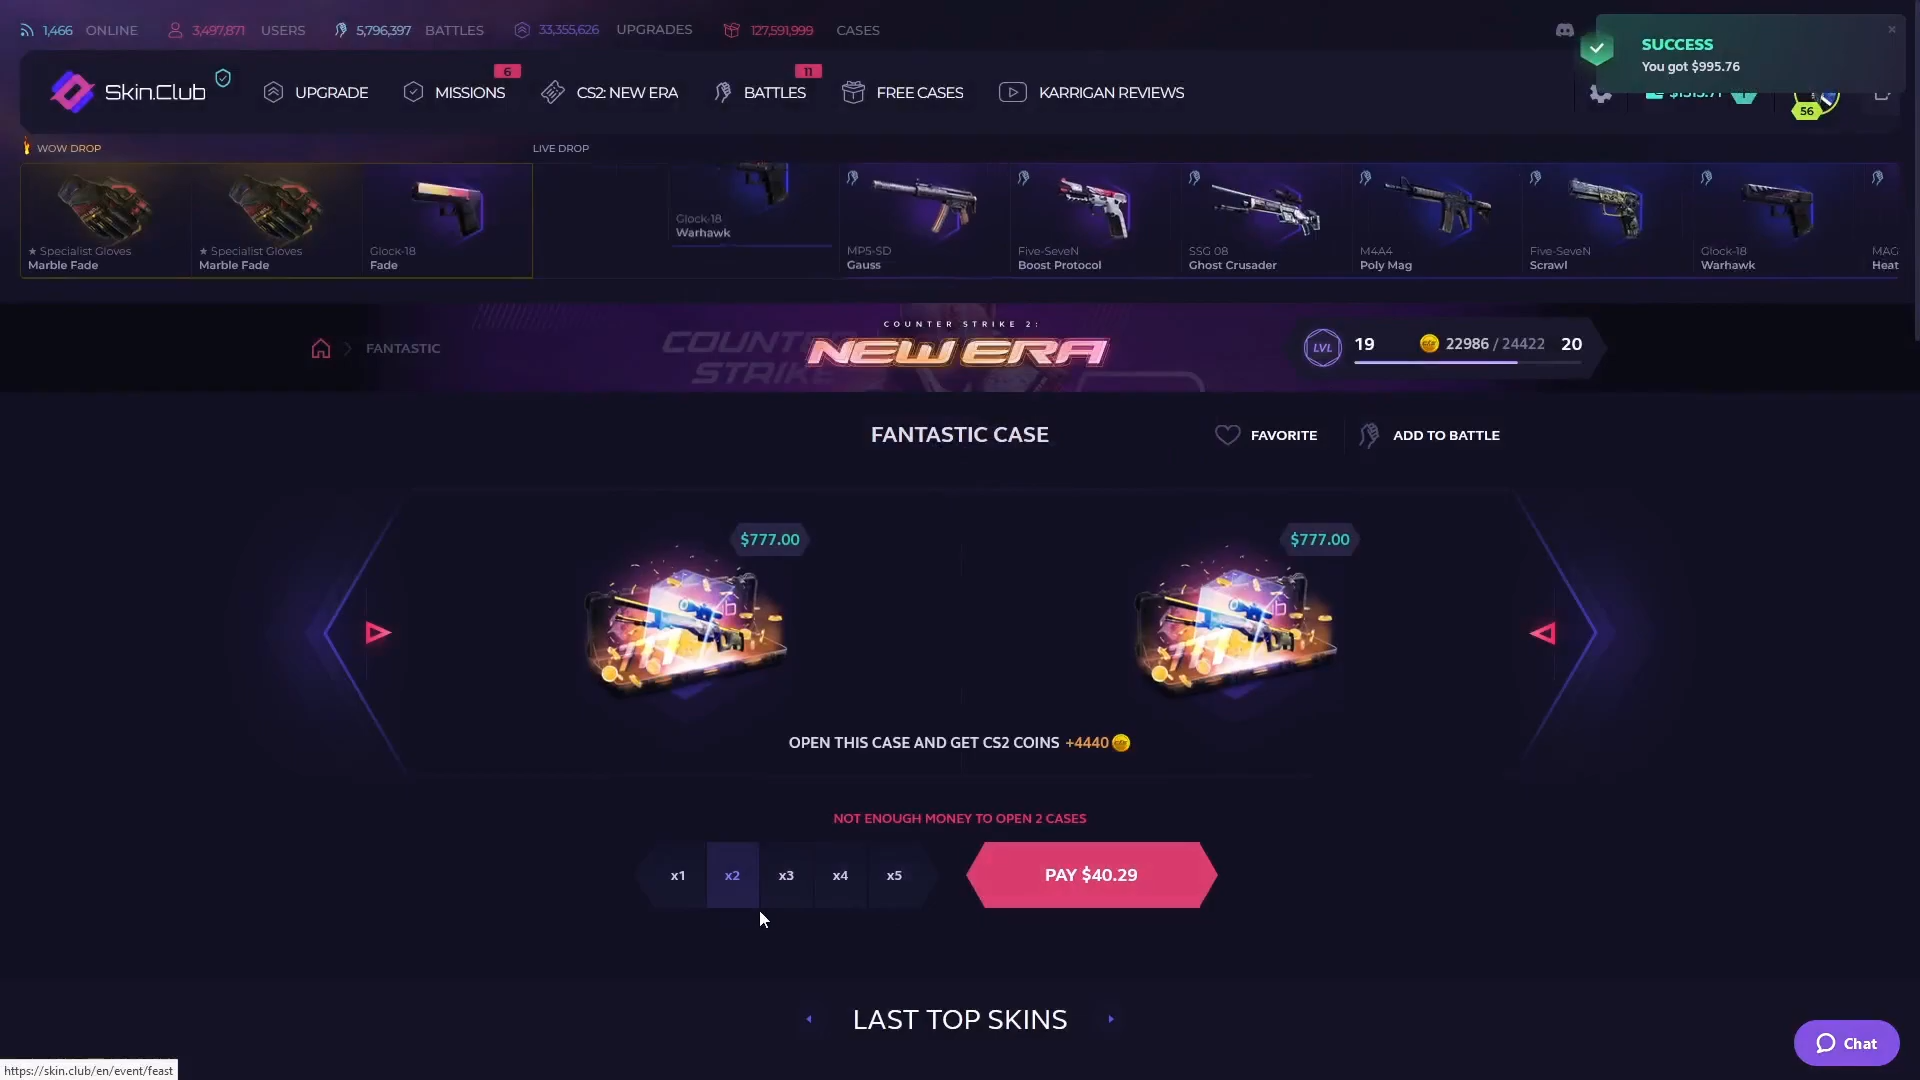 1,466 ONLINE 3,497,871 USERS 5,796,397 BATTLES 33,355,626 UPGRADES 127,591,999 CASES
SUCCESS
You got $995.76
Skin.Club UPGRADE MISSIONS 6 CS2: NEW ERA BATTLES 11 FREE CASES KARRIGAN REVIEWS
56
WOW DROP LIVE DROP
★ Specialist Gloves
Marble Fade
★ Specialist Gloves
Marble Fade
Glock-18
Fade
Glock-18
Warhawk
MP5-SD
Gauss
Five-SeveN
Boost Protocol
SSG 08
Ghost Crusader
M4A4
Poly Mag
Five-SeveN
Scrawl
Glock-18
Warhawk
MAG
Heat
FANTASTIC
COUNTER STRIKE 2:
NEW ERA
COUNTER
STRIKE
LVL 19 22986 / 24422 20
FANTASTIC CASE
FAVORITE ADD TO BATTLE
$777.00 $777.00
OPEN THIS CASE AND GET CS2 COINS +4440
NOT ENOUGH MONEY TO OPEN 2 CASES
x1 x2 x3 x4 x5 PAY $40.29
LAST TOP SKINS
Chat
https://skin.club/en/event/feast